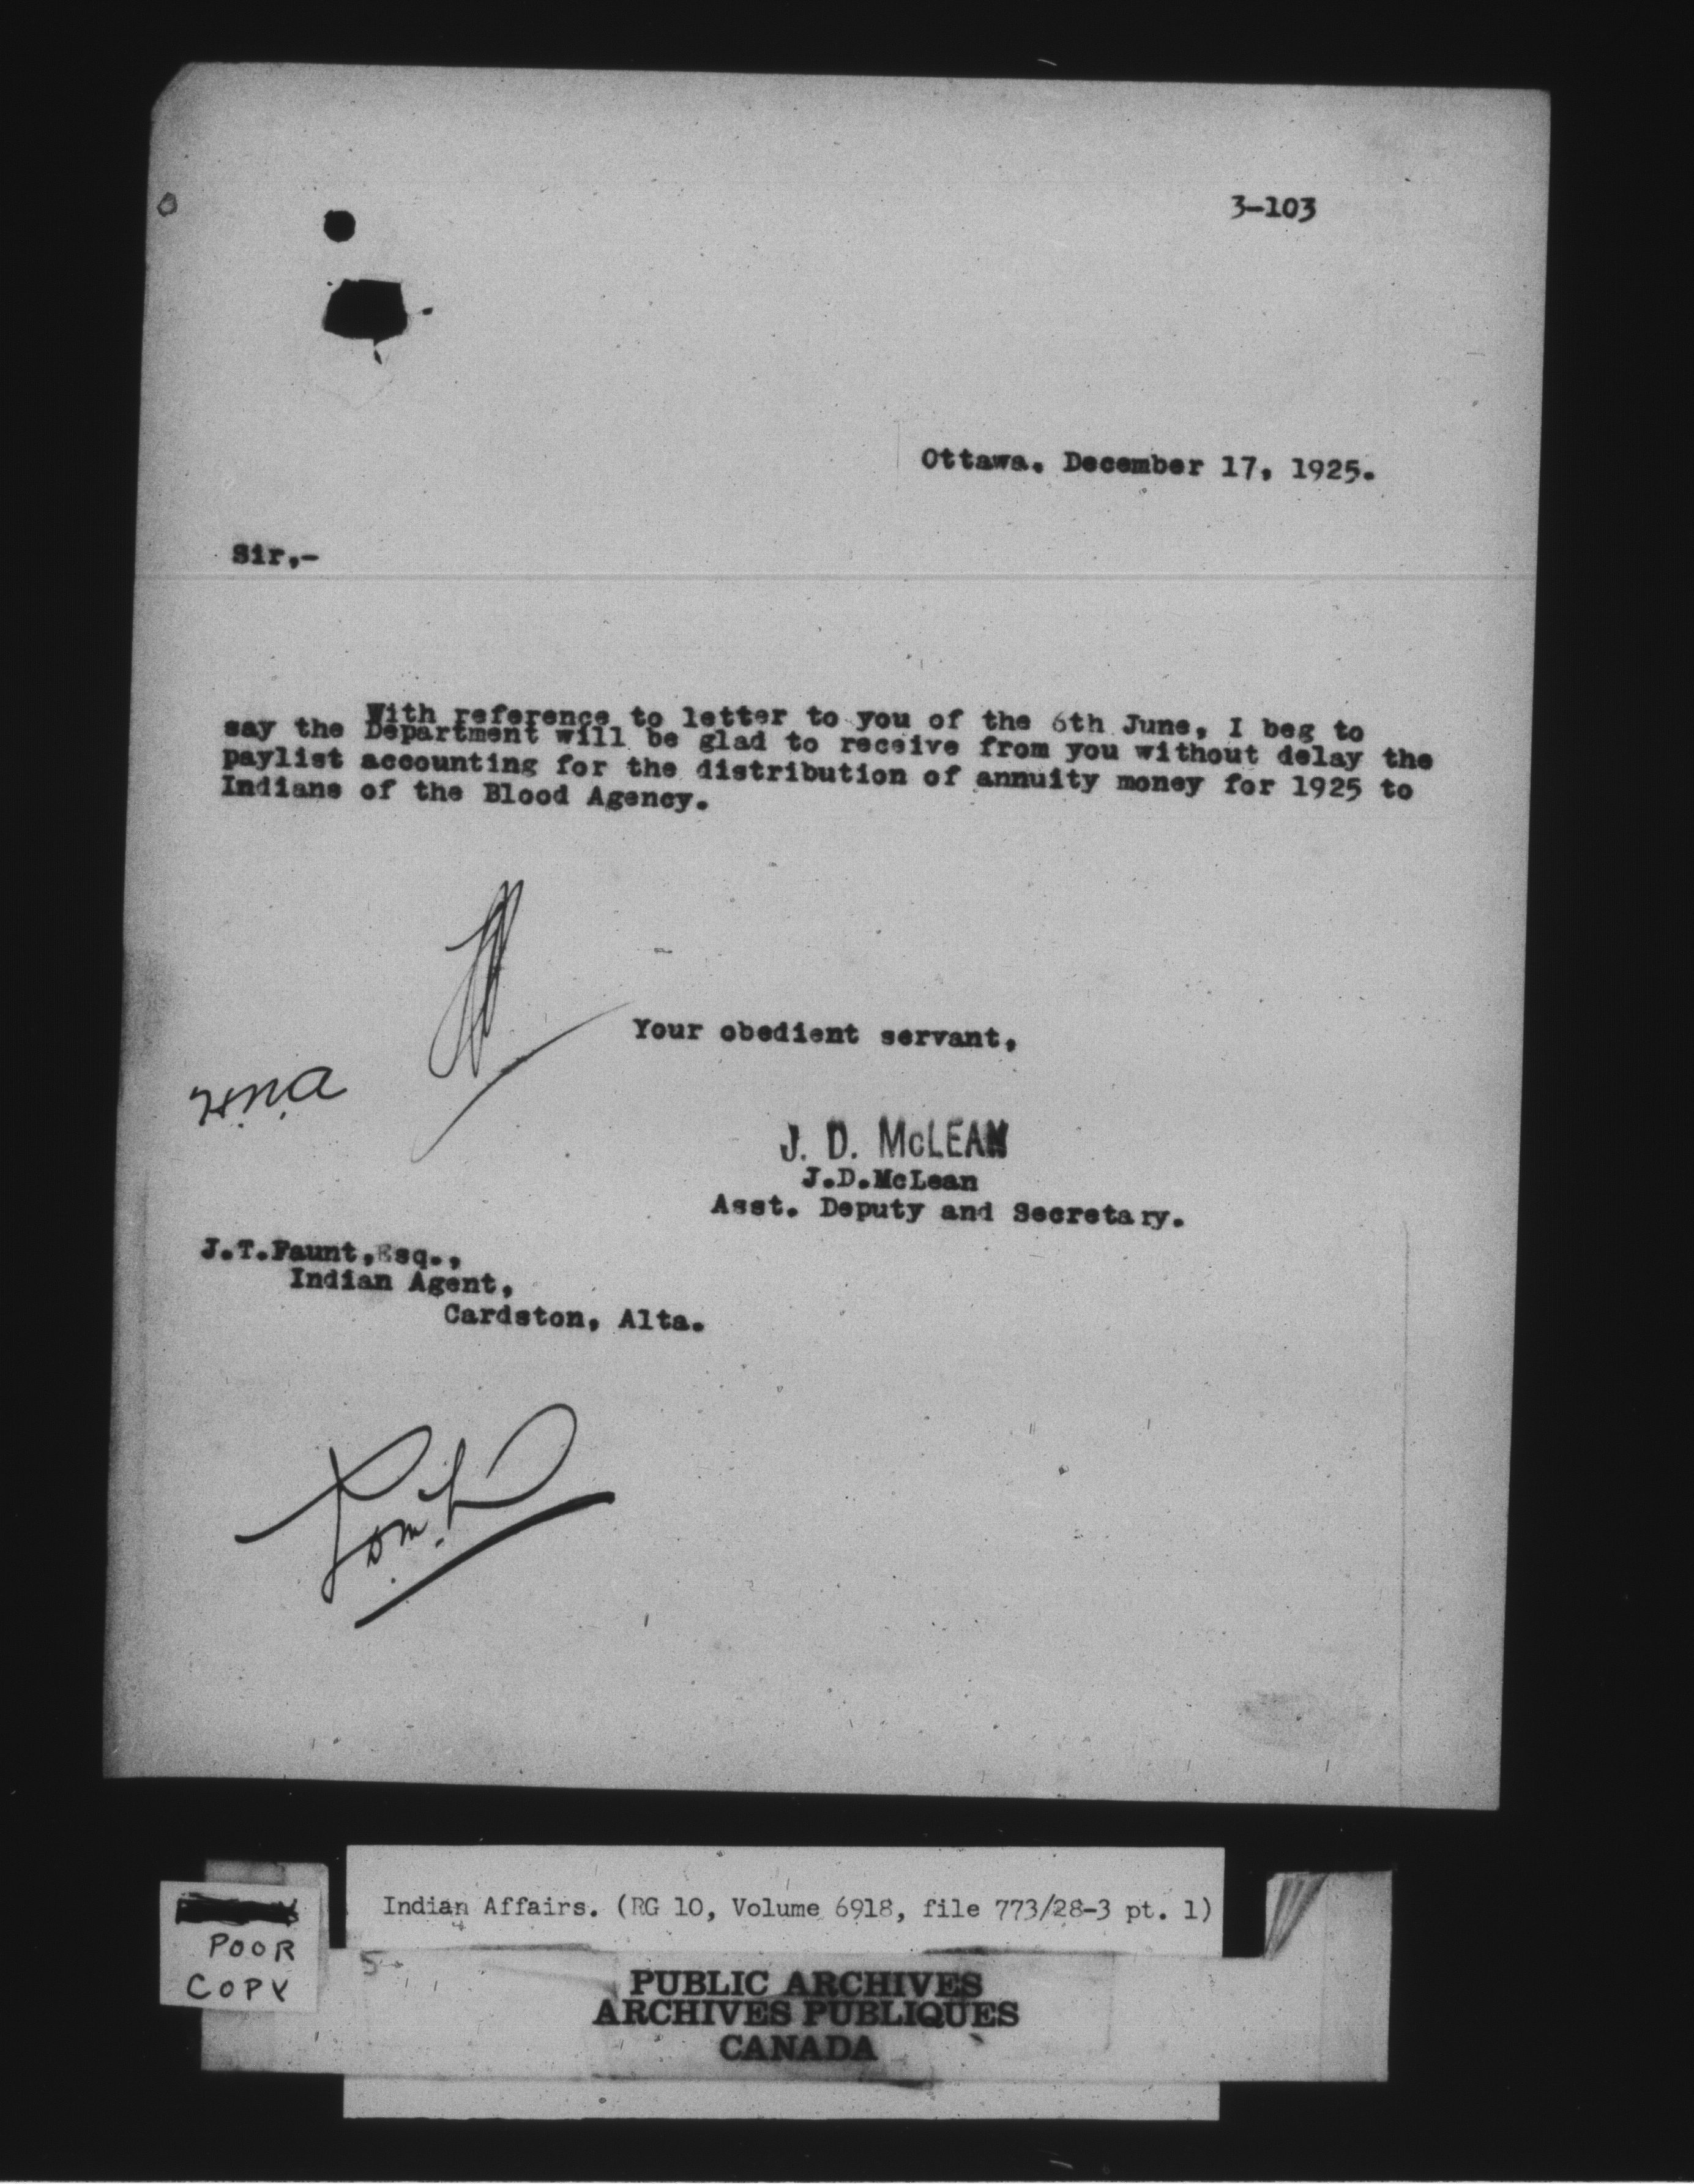 3-103
Ottawa. December 17, 1925.
Sir,-
With reference to letter to you of the 6th June, I beg to
say the Department will be glad to receive from you without delay the
paylist accounting for the distribution of annuity money for 1925 to
Indians of the Blood Agency.
Your obedient servant,
J. D. McLEAN
J.D.McLean
Asst. Deputy and Secretary.
J.T.Faunt,Esq.,
Indian Agent,
Cardston, Alta.
Indian Affairs. (RG 10, Volume 6918, file 773/28-3 pt. 1)
POOR
COPY
5
PUBLIC ARCHIVES
ARCHIVES PUBLIQUES
CANADA